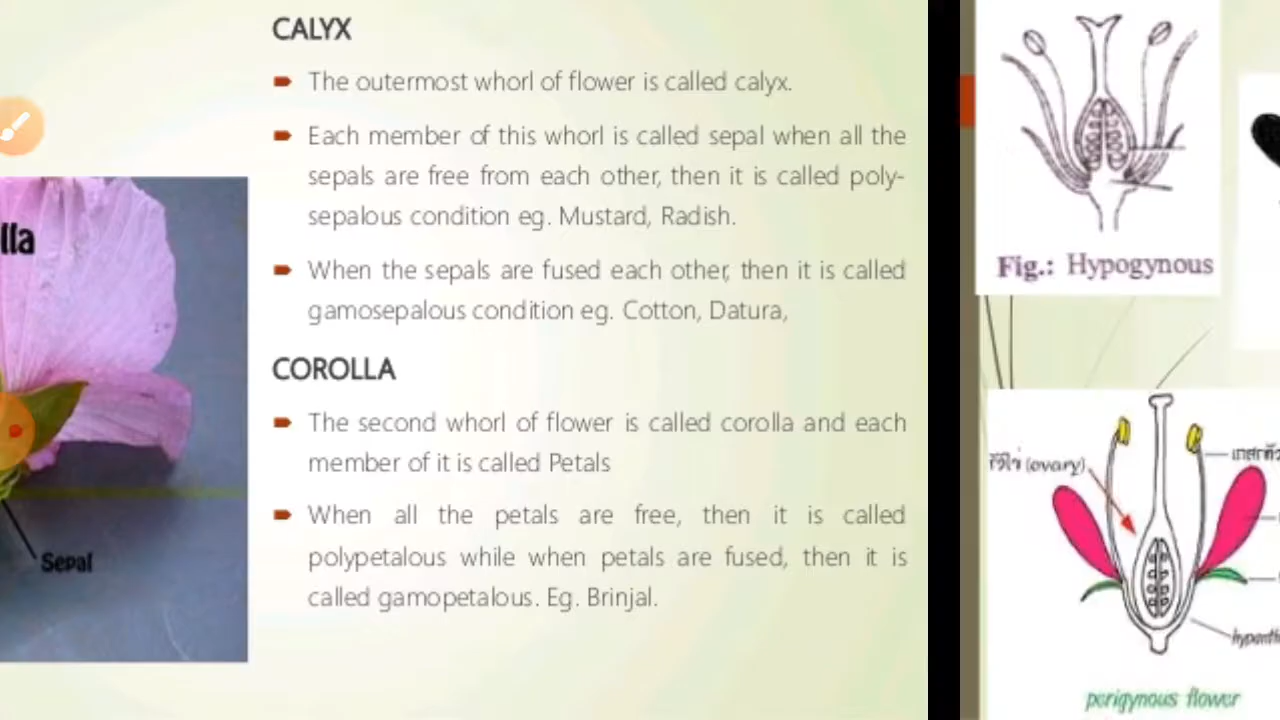 CALYX
The outermost whorl of flower is called calyx.
Each member of this whorl is called sepal when all the
sepals are free from each other, then it is called poly-
sepalous condition eg. Mustard, Radish.
When the sepals are fused each other, then it is called
gamosepalous condition eg. Cotton, Datura,
COROLLA
The second whorl of flower is called corolla and each
member of it is called Petals
When all the petals are free, then it is called
polypetalous while when petals are fused, then it is
called gamopetalous. Eg. Brinjal.
lla
Sepal
Fig.: Hypogynous
(ovary)
perigynous flower